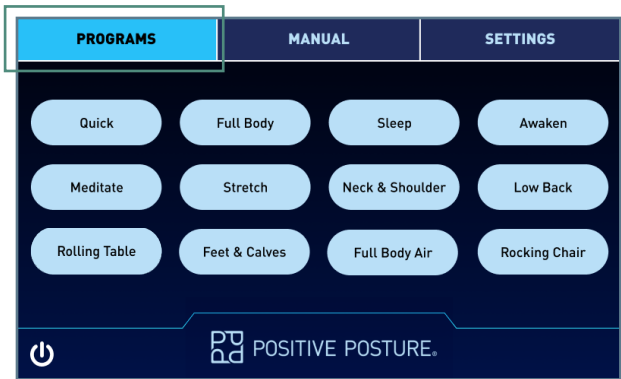 PROGRAMS MANUAL SETTINGS
Quick Full Body Sleep Awaken
Meditate Stretch Neck & Shoulder Low Back
Rolling Table Feet & Calves Full Body Air Rocking Chair
POSITIVE POSTURE®